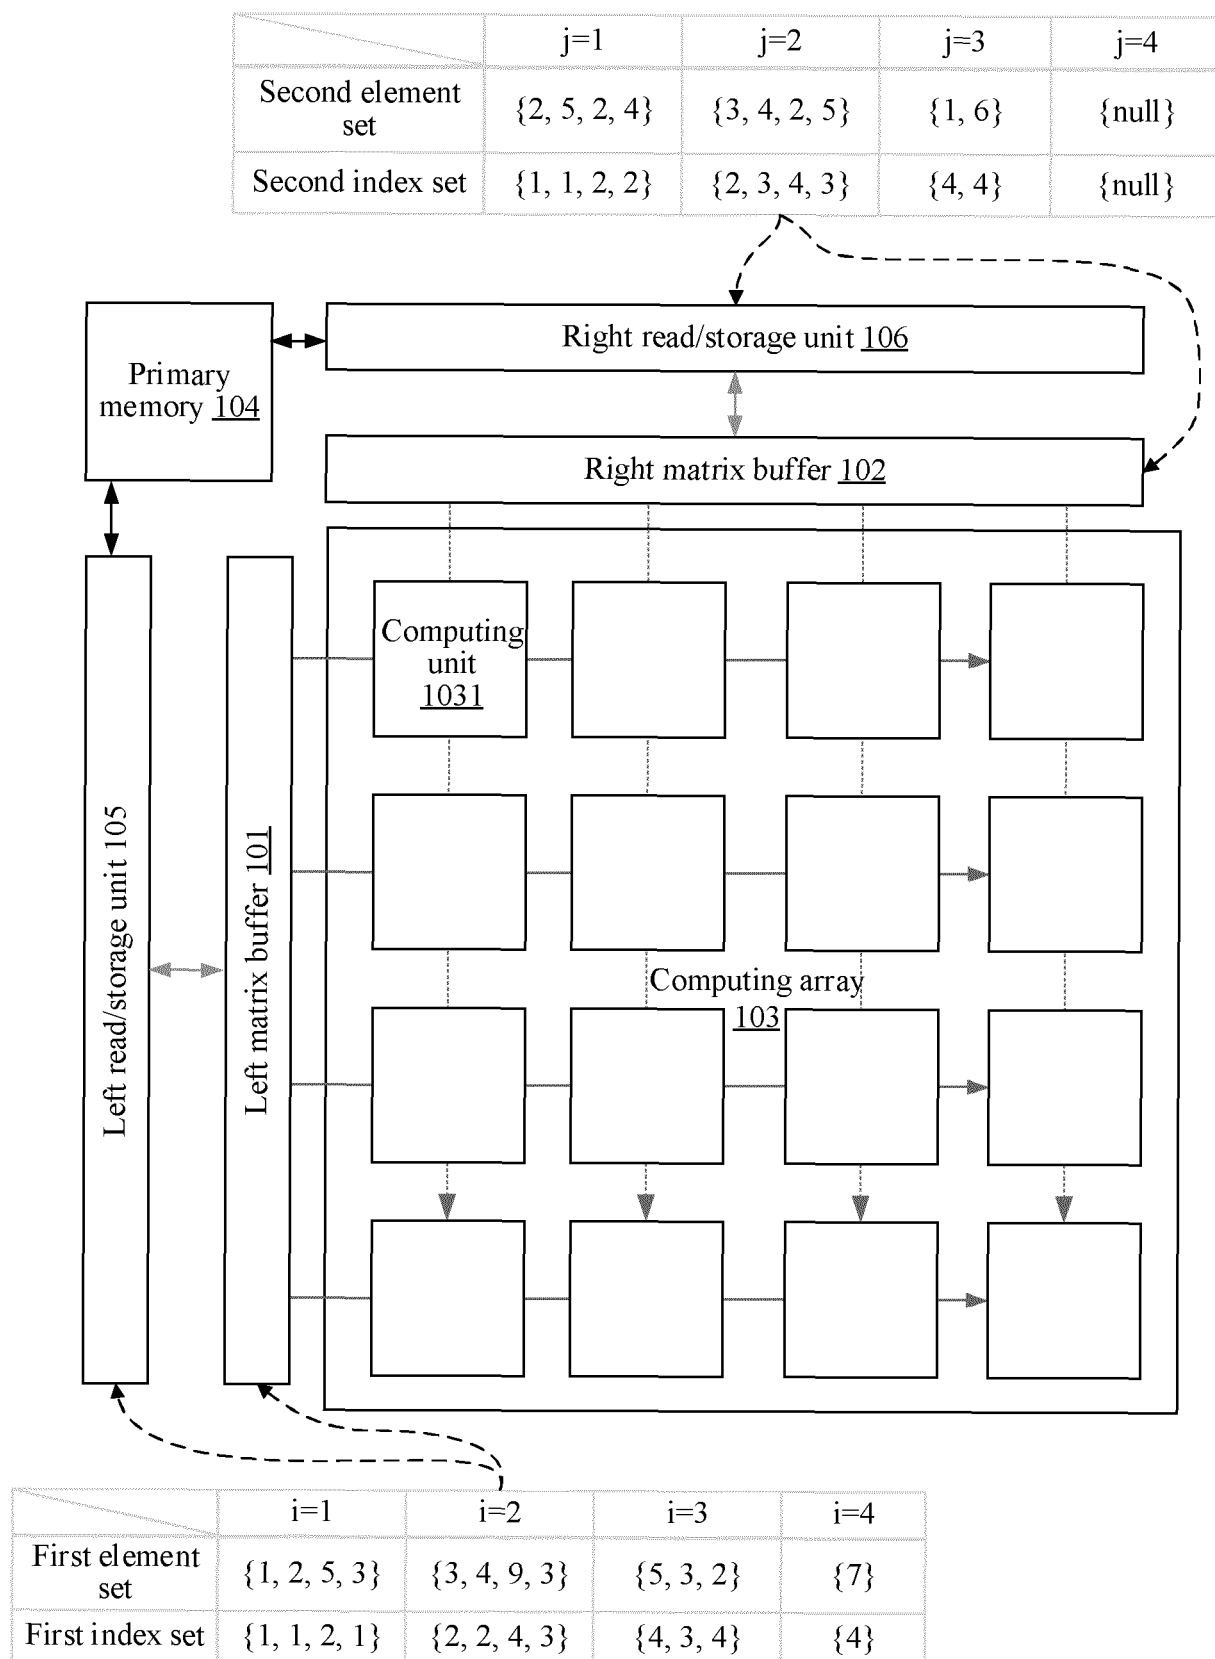 j=1 j=2 j=3 j=4
Second element
set
{2, 5, 2, 4} {3, 4, 2, 5} {1, 6} {null}
Second index set {1, 1, 2, 2} {2, 3, 4, 3} {4, 4} {null}
Right read/storage unit 106
Primary
memory 104
Right matrix buffer 102
Computing
unit
1031
Left read/storage unit 105
Left matrix buffer 101
Computing array
103
i=1 i=2 i=3 i=4
First element
set
{1, 2, 5, 3} {3, 4, 9, 3} {5, 3, 2} {7}
First index set {1, 1, 2, 1} {2, 2, 4, 3} {4, 3, 4} {4}